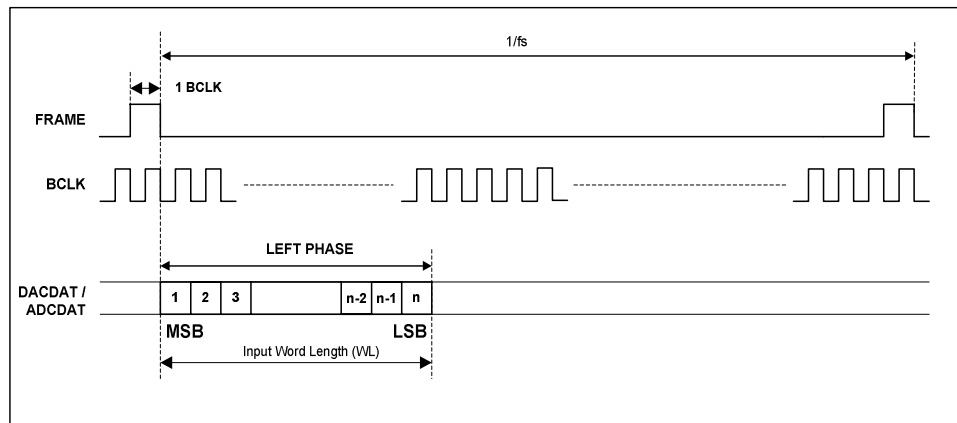 1/fs
1 BCLK
FRAME
BCLK
LEFT PHASE
DACDAT /
ADCDAT
1 2 3 n-2 n-1 n
MSB LSB
Input Word Length (WL)